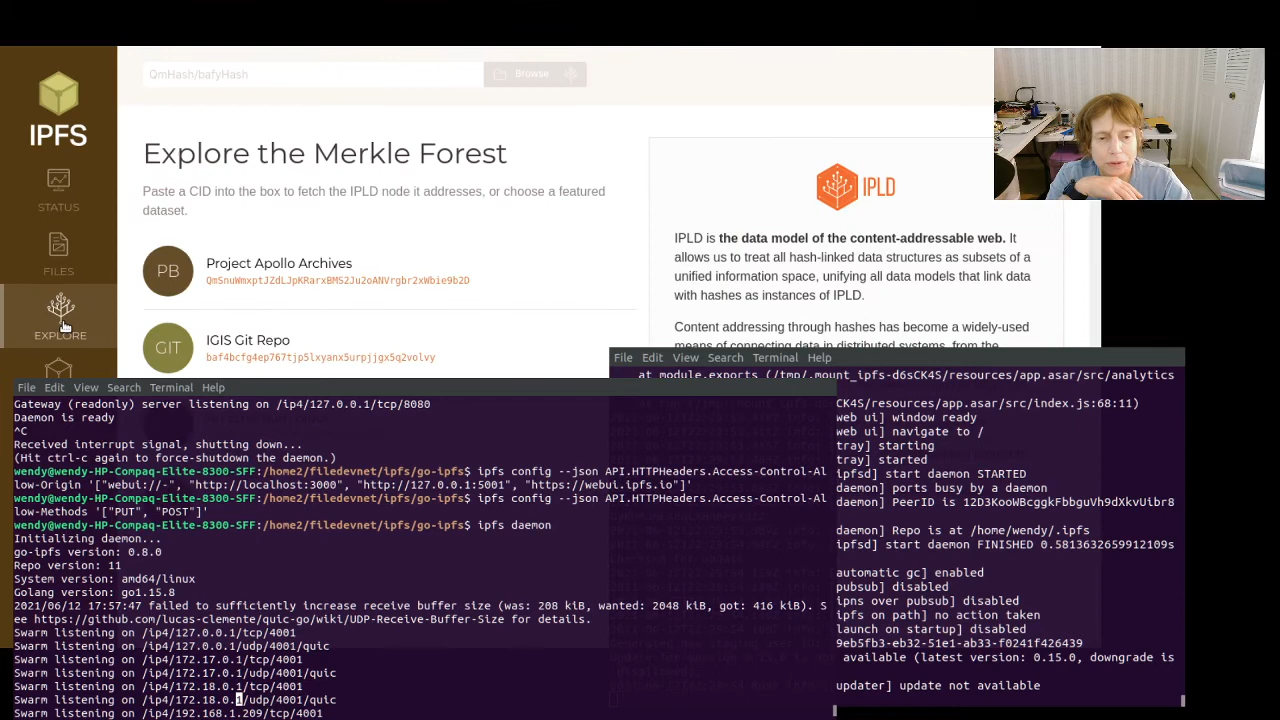 IPFS
STATUS
FILES
EXPLORE
QmHash/bafyHash
Browse
Explore the Merkle Forest
Paste a CID into the box to fetch the IPLD node it addresses, or choose a featured
dataset.
PB
Project Apollo Archives
QmSnuWmxptJZdLJpKRarxBMS2Ju2oANVrgbr2xWbie9b2D
GIT
IGIS Git Repo
baf4bcfg4ep767tjp5lxyanx5urpjjgx5q2volvy
IPLD
IPLD is the data model of the content-addressable web. It
allows us to treat all hash-linked data structures as subsets of a
unified information space, unifying all data models that link data
with hashes as instances of IPLD.
Content addressing through hashes has become a widely-used
means of connecting data in distributed systems, from the
File Edit View Search Terminal Help
Gateway (readonly) server listening on /ip4/127.0.0.1/tcp/8080
Daemon is ready
^C
Received interrupt signal, shutting down...
(Hit ctrl-c again to force-shutdown the daemon.)
wendy@wendy-HP-Compaq-Elite-8300-SFF:/home2/filedevnet/ipfs/go-ipfs$ ipfs config --json API.HTTPHeaders.Access-Control-Al
low-Origin '["webui://-", "http://localhost:3000", "http://127.0.0.1:5001", "https://webui.ipfs.io"]'
wendy@wendy-HP-Compaq-Elite-8300-SFF:/home2/filedevnet/ipfs/go-ipfs$ ipfs config --json API.HTTPHeaders.Access-Control-Al
low-Methods '["PUT", "POST"]'
wendy@wendy-HP-Compaq-Elite-8300-SFF:/home2/filedevnet/ipfs/go-ipfs$ ipfs daemon
Initializing daemon...
go-ipfs version: 0.8.0
Repo version: 11
System version: amd64/linux
Golang version: go1.15.8
2021/06/12 17:57:47 failed to sufficiently increase receive buffer size (was: 208 kiB, wanted: 2048 kiB, got: 416 kiB). S
ee https://github.com/lucas-clemente/quic-go/wiki/UDP-Receive-Buffer-Size for details.
Swarm listening on /ip4/127.0.0.1/tcp/4001
Swarm listening on /ip4/127.0.0.1/udp/4001/quic
Swarm listening on /ip4/172.17.0.1/tcp/4001
Swarm listening on /ip4/172.17.0.1/udp/4001/quic
Swarm listening on /ip4/172.18.0.1/tcp/4001
Swarm listening on /ip4/172.18.0.1/udp/4001/quic
Swarm listening on /ip4/192.168.1.209/tcp/4001
File Edit View Search Terminal Help
at module.exports (/tmp/.mount_ipfs-d6sCK4S/resources/app.asar/src/analytics
CK4S/resources/app.asar/src/index.js:68:11)
web ui] window ready
web ui] navigate to /
tray] starting
tray] started
ipfsd] start daemon STARTED
daemon] ports busy by a daemon
daemon] PeerID is 12D3KooWBcggkFbbguVh9dXkvUibr8
daemon] Repo is at /home/wendy/.ipfs
ipfsd] start daemon FINISHED 0.5813632659912109s
automatic gc] enabled
pubsub] disabled
ipns over pubsub] disabled
ipfs on path] no action taken
launch on startup] disabled
9eb5fb3-eb32-51e1-ab33-f0241f426439
available (latest version: 0.15.0, downgrade is
updater] update not available